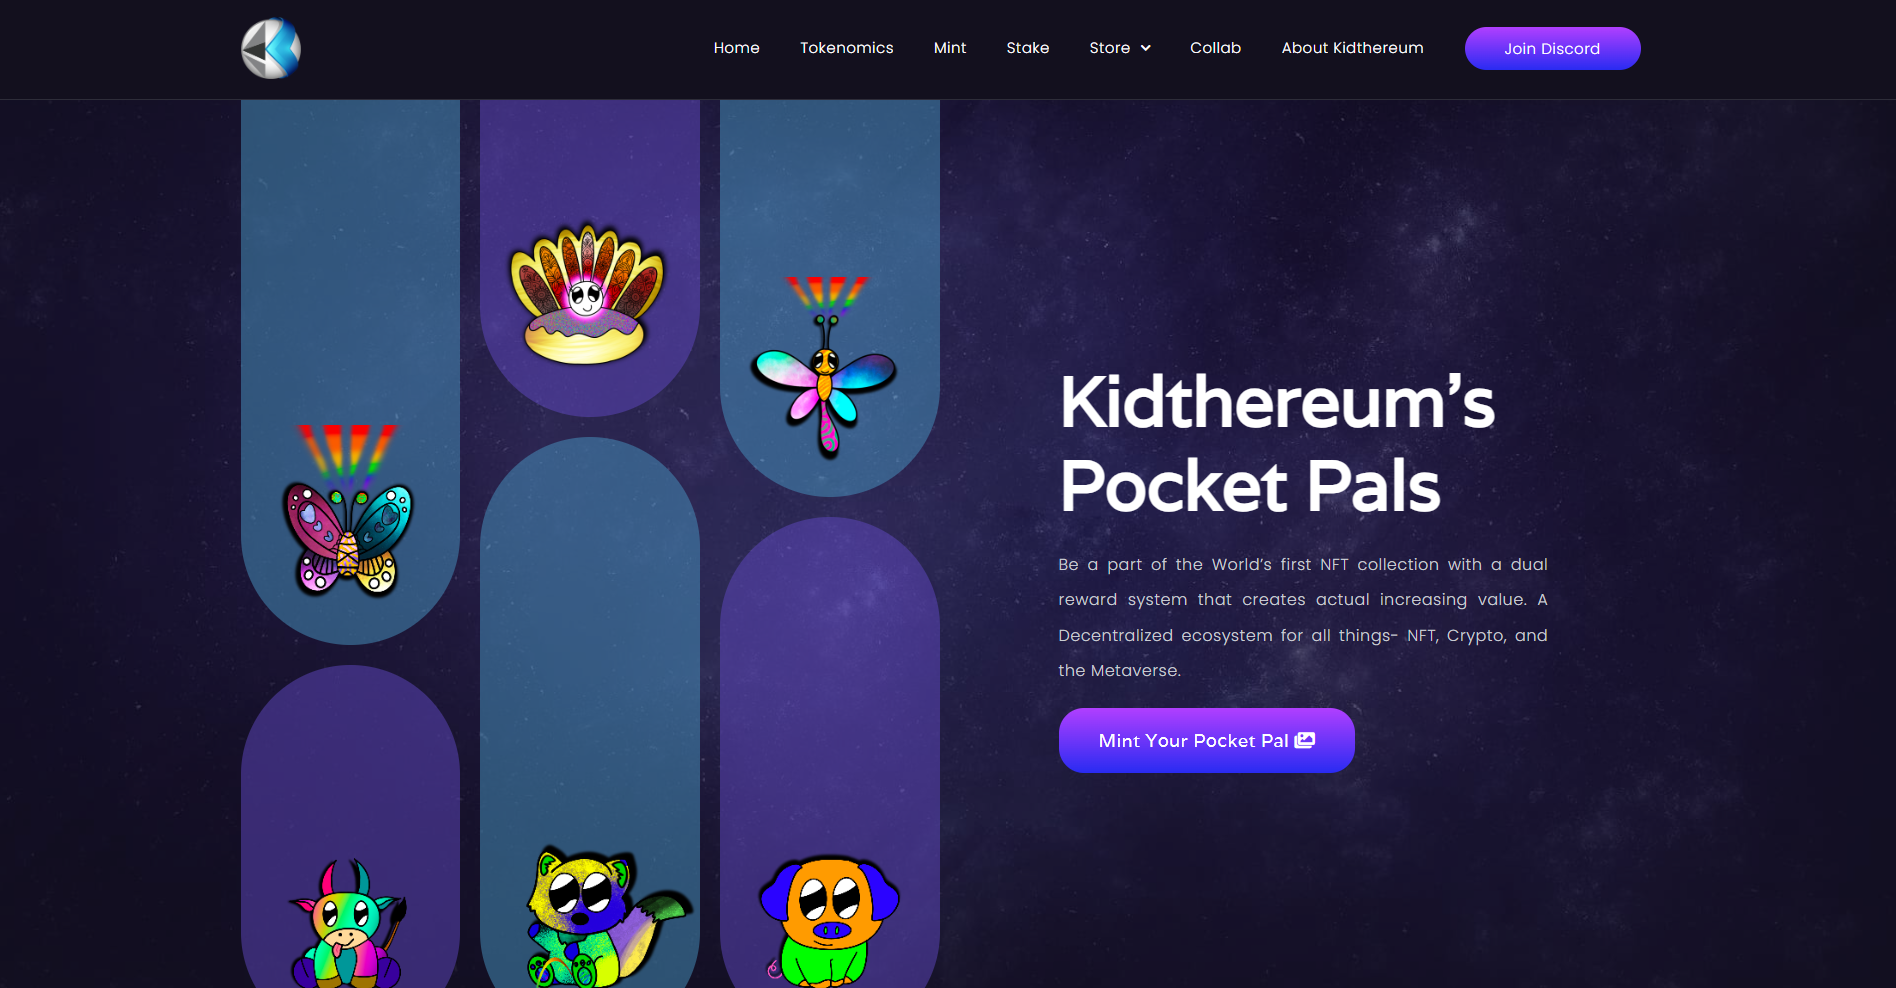 Home Tokenomics Mint Stake Store Collab About Kidthereum Join Discord
Kidthereum’s
Pocket Pals
Be a part of the World’s first NFT collection with a dual
reward system that creates actual increasing value. A
Decentralized ecosystem for all things- NFT, Crypto, and
the Metaverse.
Mint Your Pocket Pal